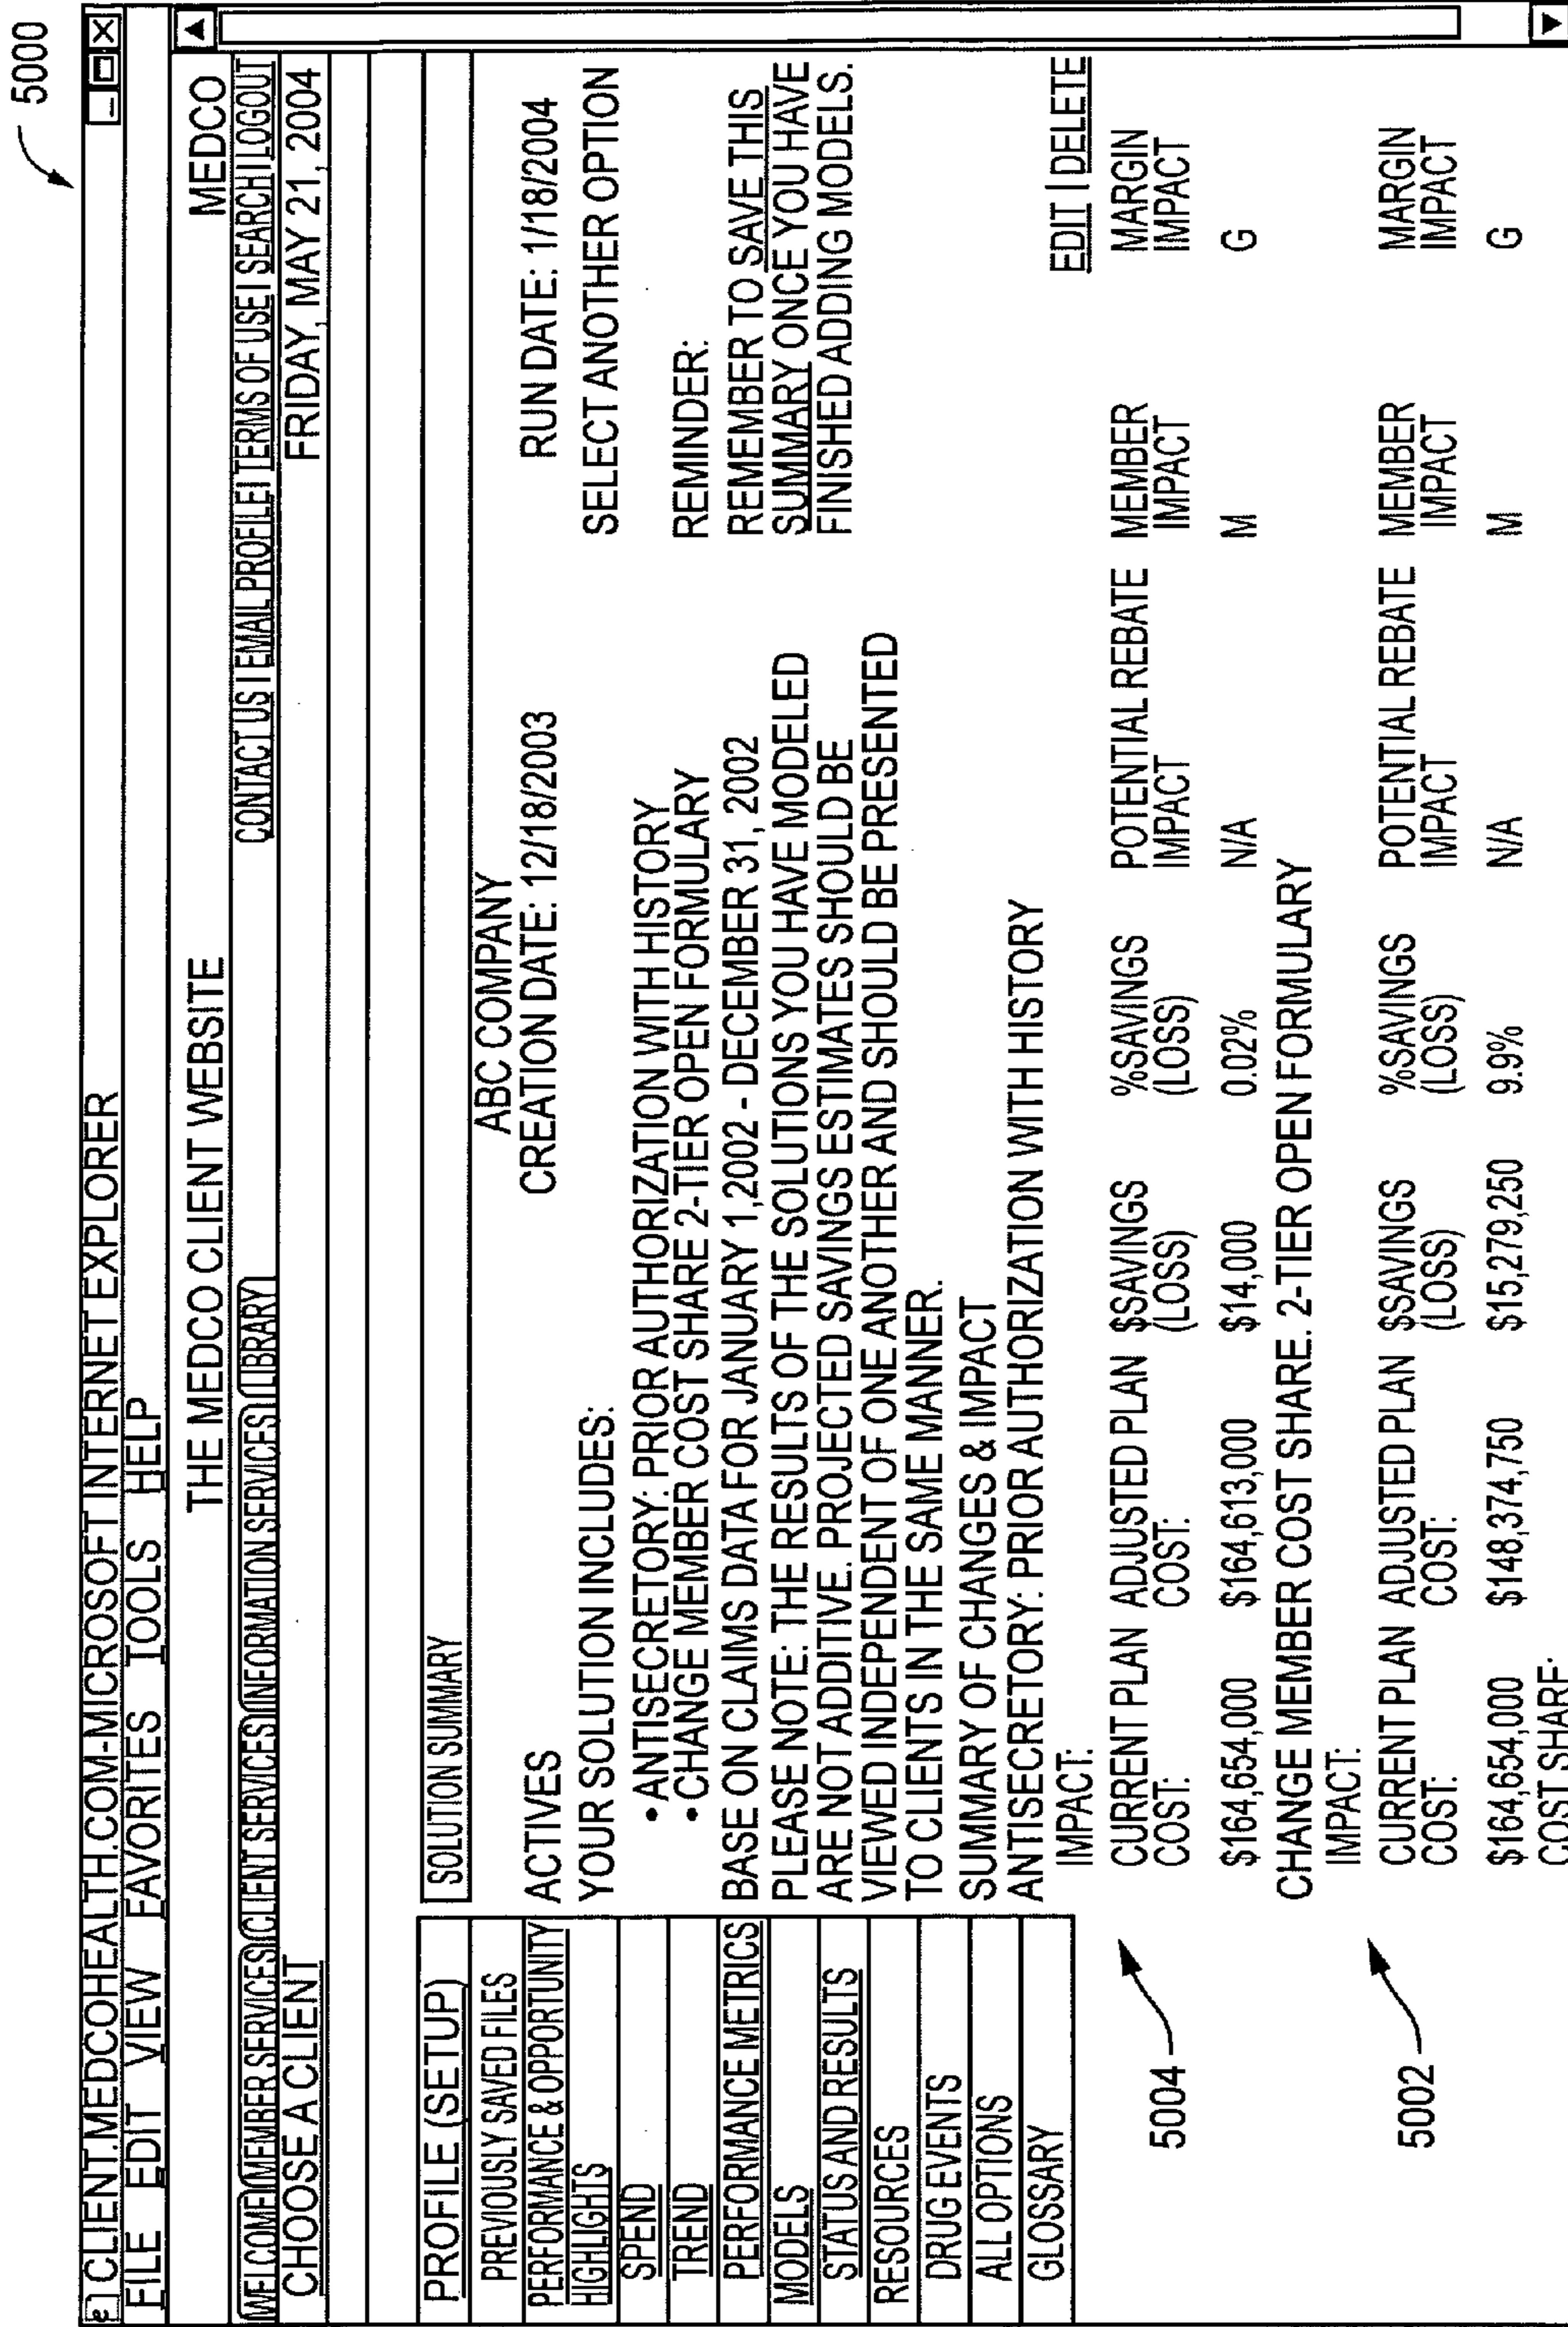 5000
CLIENT.MEDCOHEALTH.COM-MICROSOFT INTERNET EXPLORER
FILE EDIT VIEW FAVORITES TOOLS HELP
THE MEDCO CLIENT WEBSITE MEDCO
WELCOME MEMBER SERVICES CLIENT SERVICES INFORMATION SERVICES LIBRARY CONTACT US | EMAIL PROFILE | TERMS OF USE | SEARCH | LOGOUT
CHOOSE A CLIENT FRIDAY, MAY 21, 2004
PROFILE (SETUP)
PREVIOUSLY SAVED FILES
PERFORMANCE & OPPORTUNITY
HIGHLIGHTS
SPEND
TREND
PERFORMANCE METRICS
MODELS
STATUS AND RESULTS
RESOURCES
DRUG EVENTS
ALL OPTIONS
GLOSSARY
SOLUTION SUMMARY
ABC COMPANY
ACTIVES CREATION DATE: 12/18/2003 RUN DATE: 1/18/2004
YOUR SOLUTION INCLUDES: SELECT ANOTHER OPTION
• ANTISECRETORY: PRIOR AUTHORIZATION WITH HISTORY
• CHANGE MEMBER COST SHARE 2-TIER OPEN FORMULARY
REMINDER:
REMEMBER TO SAVE THIS
SUMMARY ONCE YOU HAVE
FINISHED ADDING MODELS.
BASE ON CLAIMS DATA FOR JANUARY 1,2002 - DECEMBER 31, 2002
PLEASE NOTE: THE RESULTS OF THE SOLUTIONS YOU HAVE MODELED
ARE NOT ADDITIVE. PROJECTED SAVINGS ESTIMATES SHOULD BE
VIEWED INDEPENDENT OF ONE ANOTHER AND SHOULD BE PRESENTED
TO CLIENTS IN THE SAME MANNER.
SUMMARY OF CHANGES & IMPACT
ANTISECRETORY: PRIOR AUTHORIZATION WITH HISTORY
IMPACT: EDIT | DELETE
5004
CURRENT PLAN ADJUSTED PLAN $SAVINGS %SAVINGS POTENTIAL REBATE MEMBER MARGIN
COST: COST: (LOSS) (LOSS) IMPACT IMPACT IMPACT
$164,654,000 $164,613,000 $14,000 0.02% N/A M G
CHANGE MEMBER COST SHARE. 2-TIER OPEN FORMULARY
IMPACT:
5002
CURRENT PLAN ADJUSTED PLAN $SAVINGS %SAVINGS POTENTIAL REBATE MEMBER MARGIN
COST: COST: (LOSS) (LOSS) IMPACT IMPACT IMPACT
$164,654,000 $148,374,750 $15,279,250 9.9% N/A M G
COST SHARE: